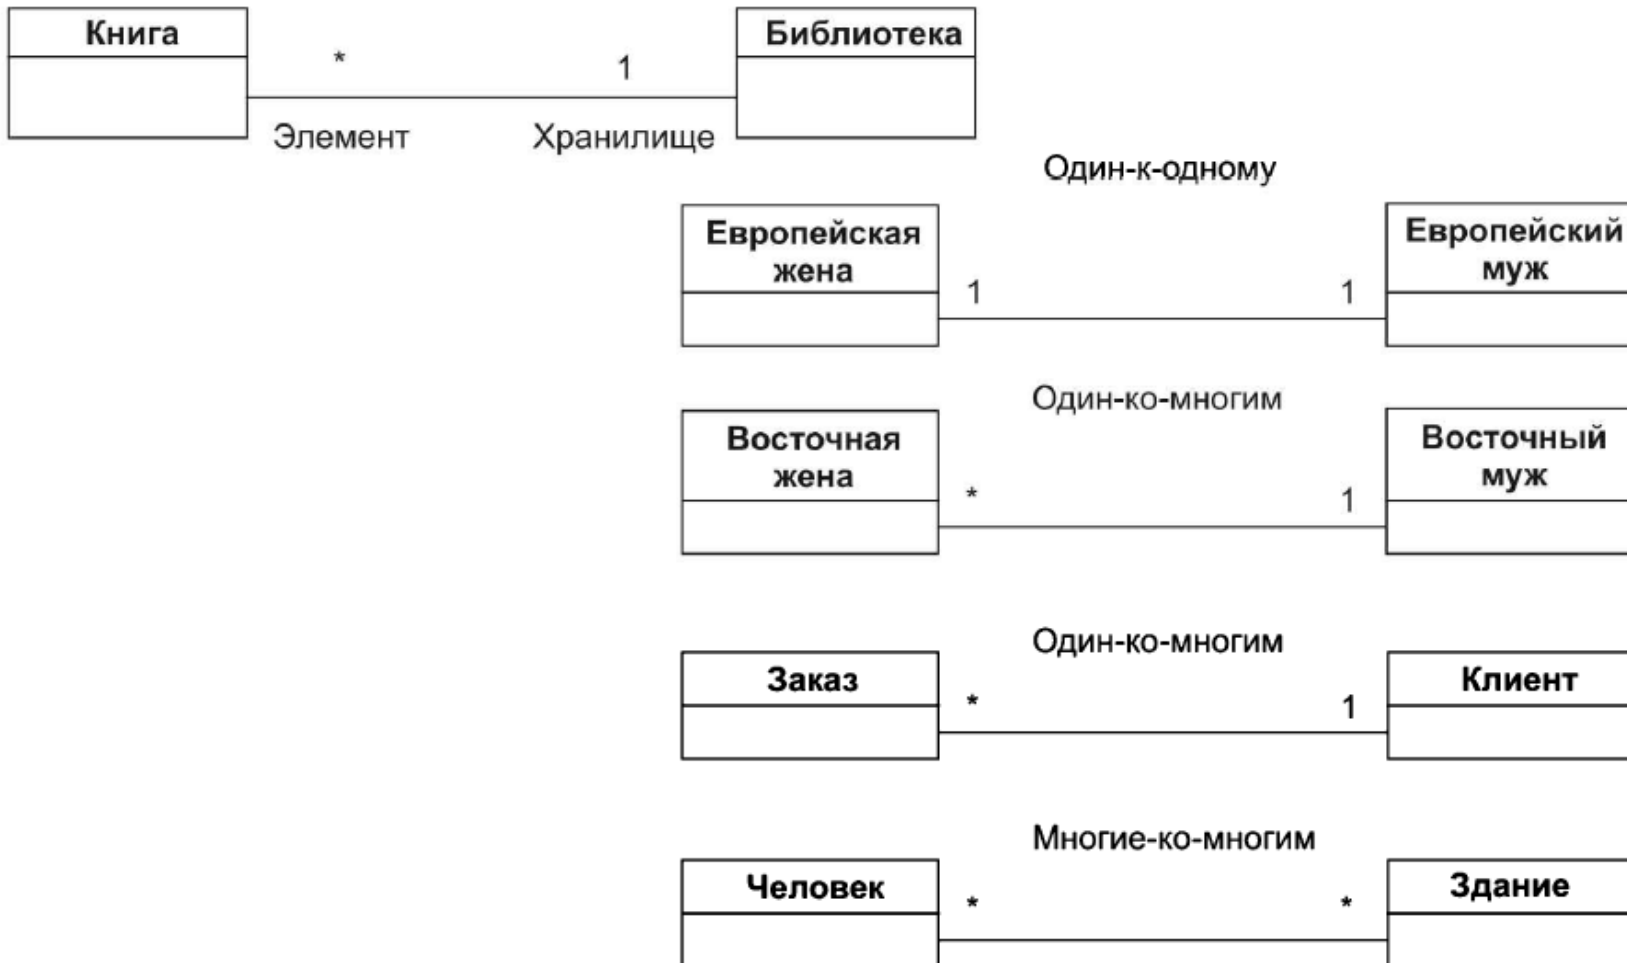 Книга
Библиотека
*
1
Элемент
Хранилище
Один-к-одному
Европейская
жена
1
1
Европейский
муж
Один-ко-многим
Восточная
жена
*
1
Восточный
муж
Один-ко-многим
Заказ
*
1
Клиент
Многие-ко-многим
Человек
*
*
Здание